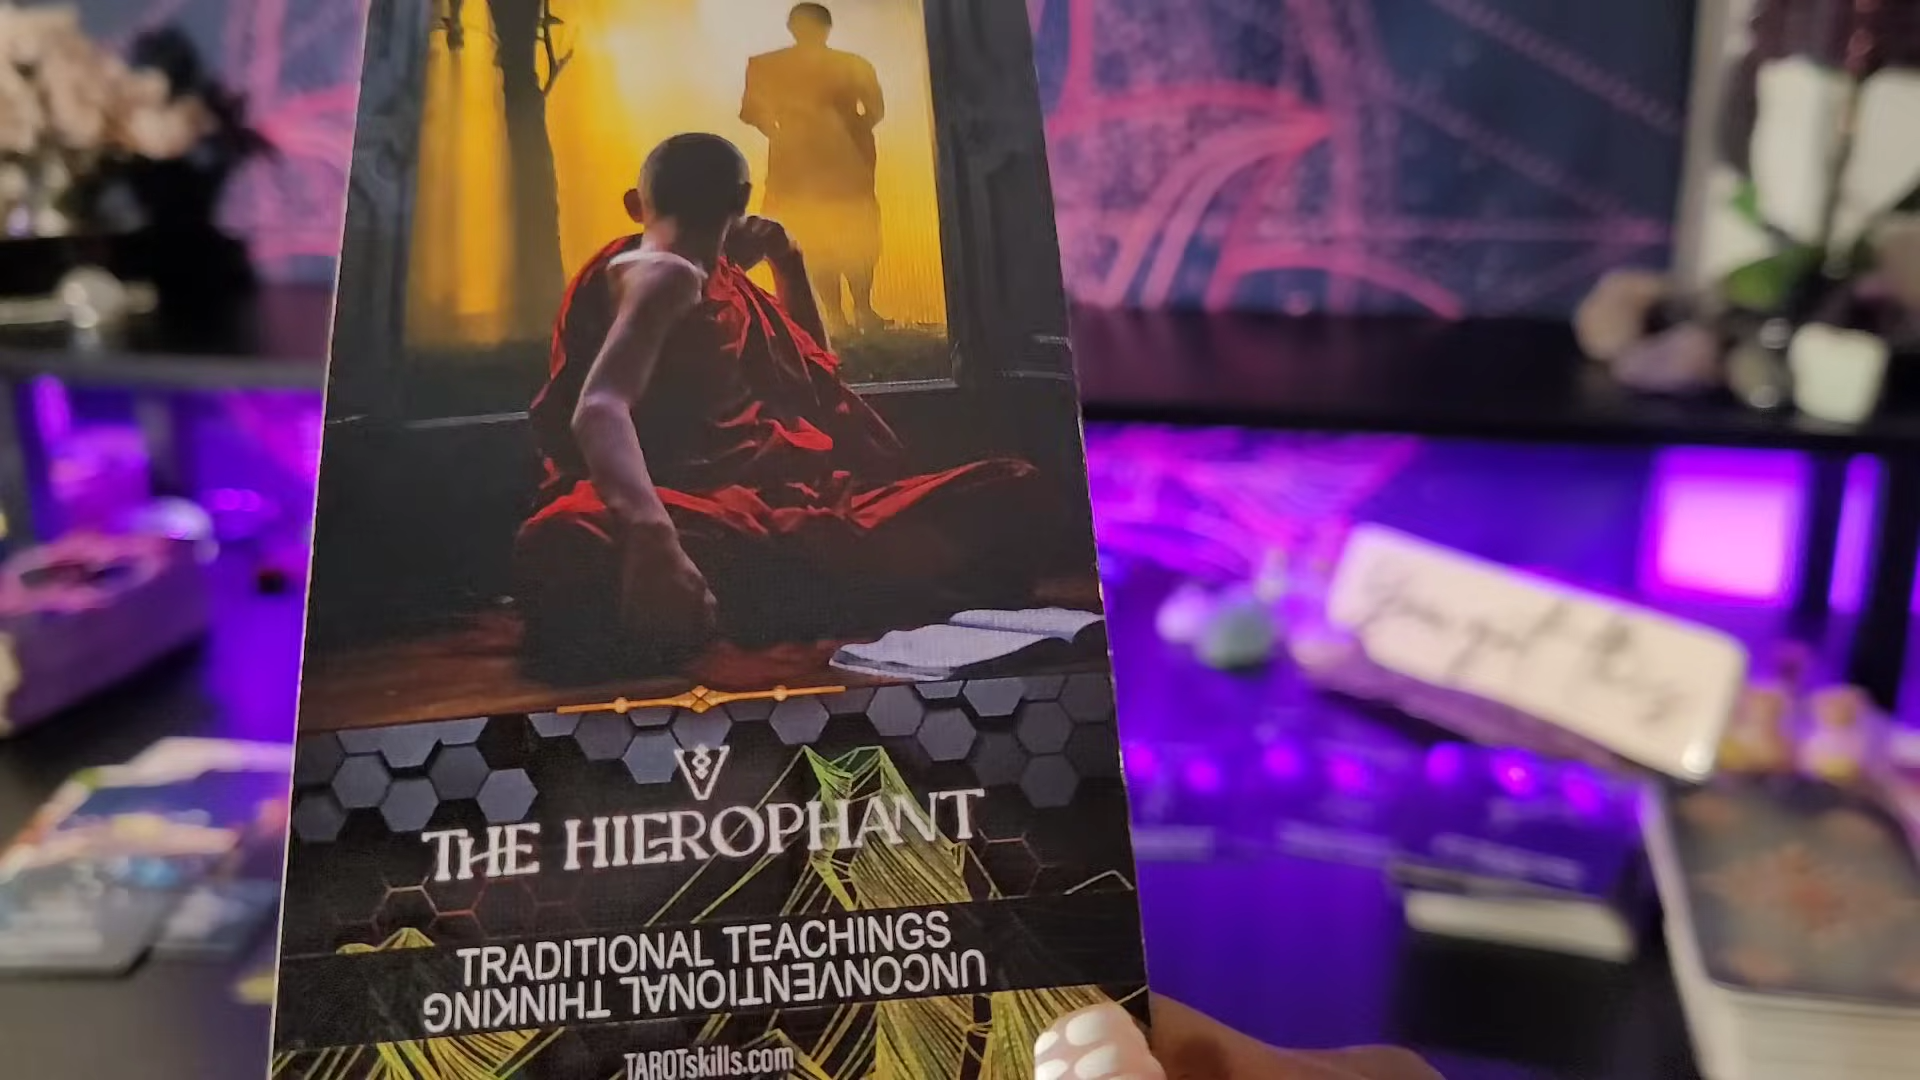 THE HIEROPHANT
TRADITIONAL TEACHINGS
UNCONVENTIONAL THINKING
TAROTskills.com